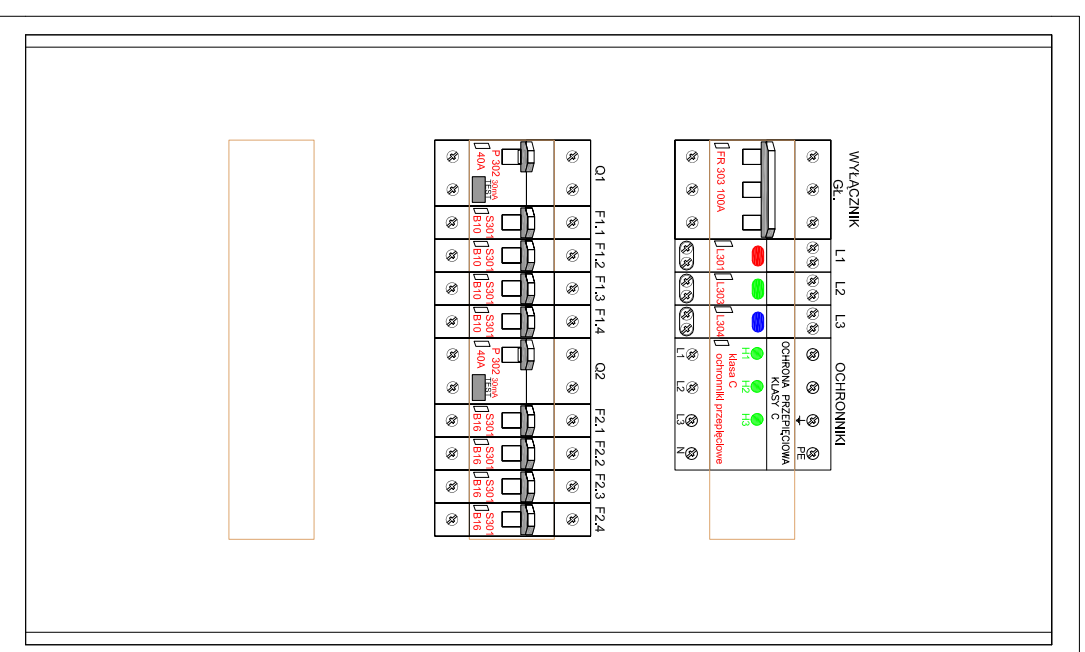 WYŁĄCZNIK
GŁ.
L1
L2
L3
OCHRONNIKI
FR 303 100A
L301
L303
L304
H1
H2
H3
klasa C
ochronniki przepięciowe
OCHRONA PRZEPIĘCIOWA
KLASY C
PE
L1
L2
L3
N
Q1
F1.1
F1.2
F1.3
F1.4
Q2
F2.1
F2.2
F2.3
F2.4
P 302 30mA
40A
TEST
S301
B10
S301
B10
S301
B10
S301
B10
P 302 30mA
40A
TEST
S301
B16
S301
B16
S301
B16
S301
B16